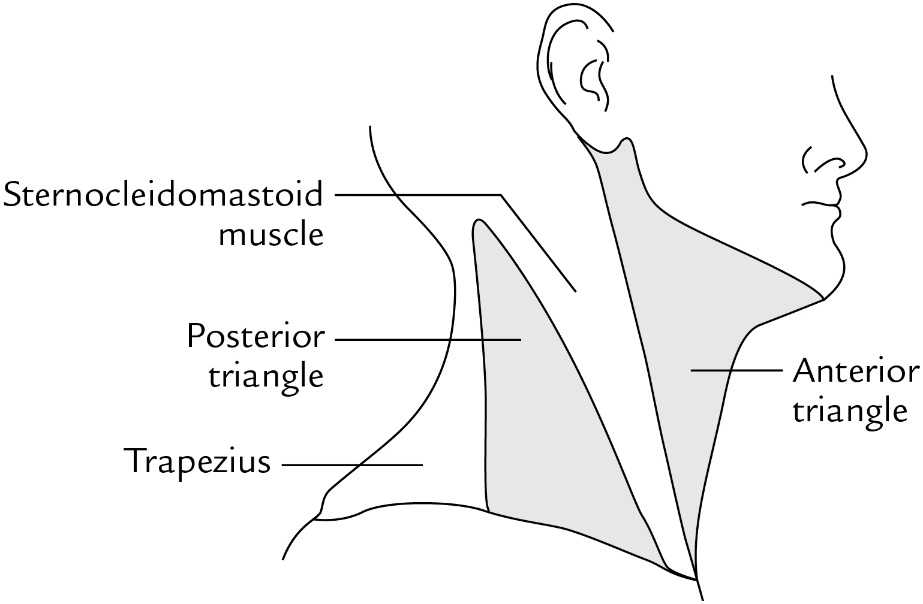 Sternocleidomastoid
muscle
Posterior
triangle
Anterior
triangle
Trapezius